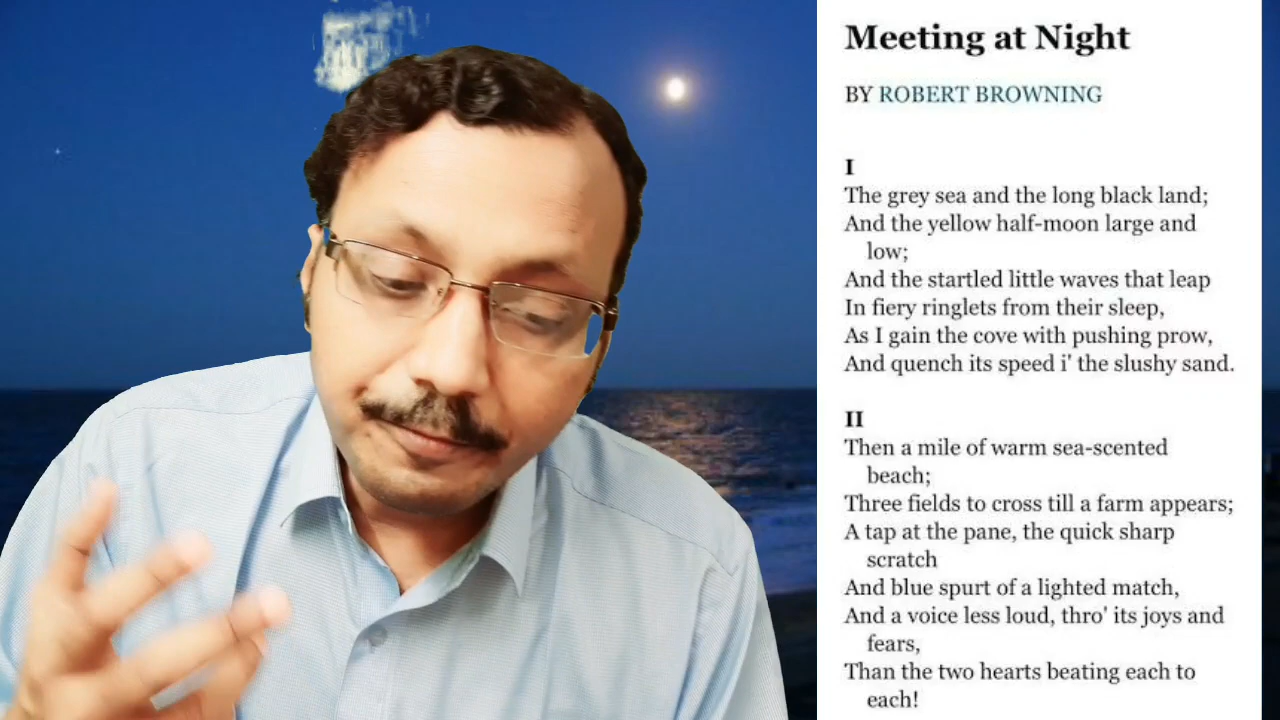 Meeting at Night
BY ROBERT BROWNING
I
The grey sea and the long black land;
And the yellow half-moon large and
low;
And the startled little waves that leap
In fiery ringlets from their sleep,
As I gain the cove with pushing prow,
And quench its speed i' the slushy sand.
II
Then a mile of warm sea-scented
beach;
Three fields to cross till a farm appears;
A tap at the pane, the quick sharp
scratch
And blue spurt of a lighted match,
And a voice less loud, thro' its joys and
fears,
Than the two hearts beating each to
each!